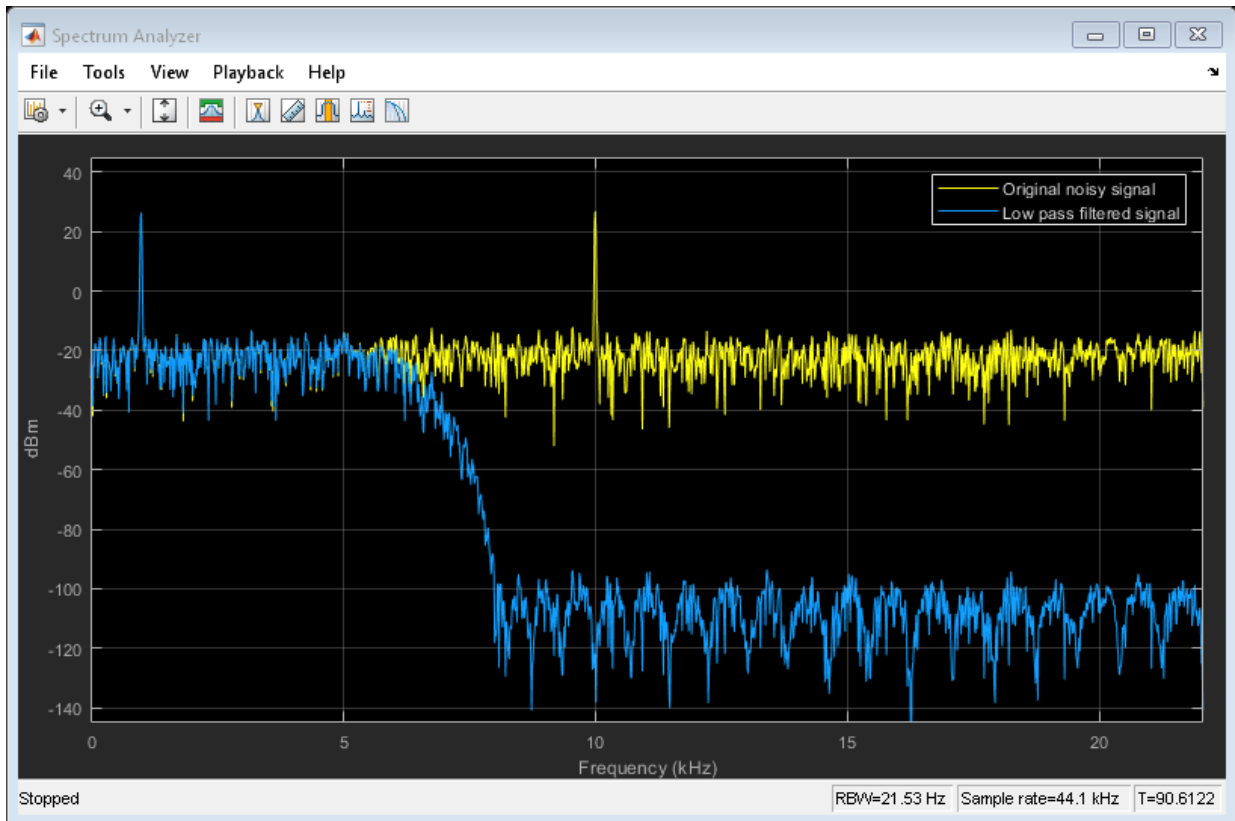 Spectrum Analyzer
File Tools View Playback Help
Original noisy signal
Low pass filtered signal
40
20
0
-20
-40
-60
-80
-100
-120
-140
dBm
0 5 10 15 20
Frequency (kHz)
Stopped RBW=21.53 Hz Sample rate=44.1 kHz T=90.6122